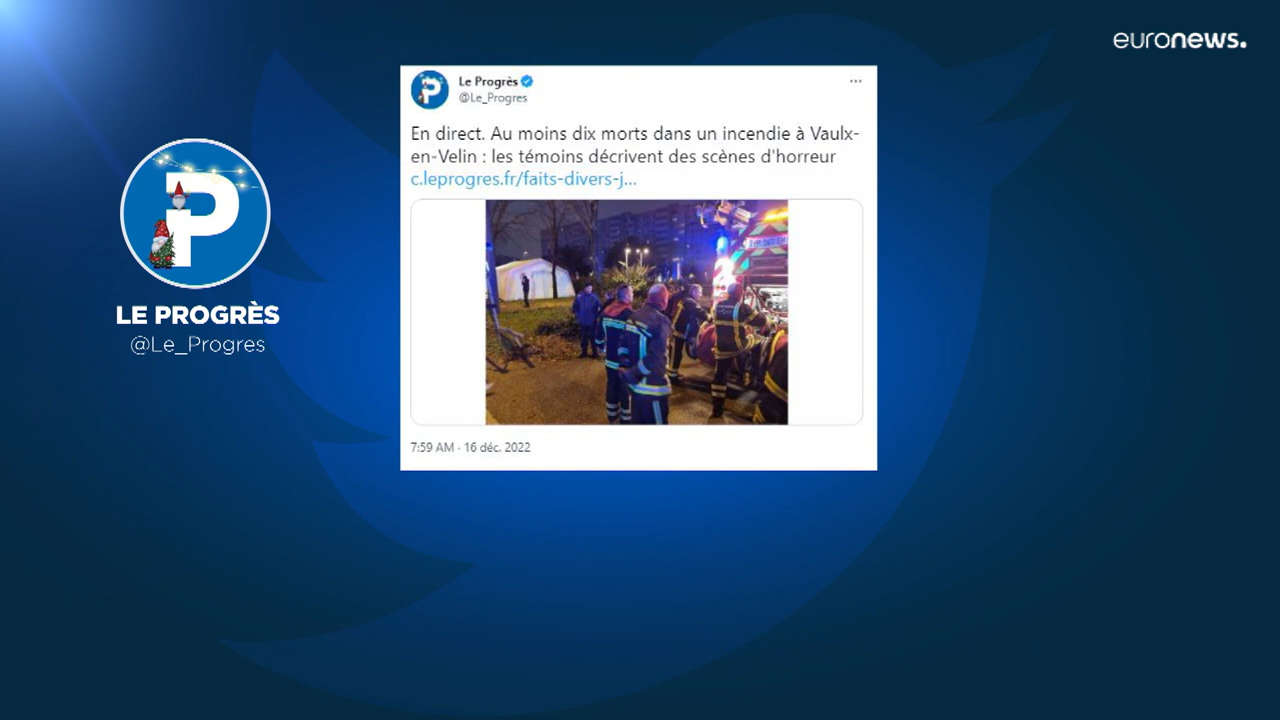 euronews.
Le Progrès
@Le_Progres
En direct. Au moins dix morts dans un incendie à Vaulx-
en-Velin : les témoins décrivent des scènes d'horreur
c.leprogres.fr/faits-divers-j...
7:59 AM · 16 déc. 2022
P
LE PROGRÈS
@Le_Progres